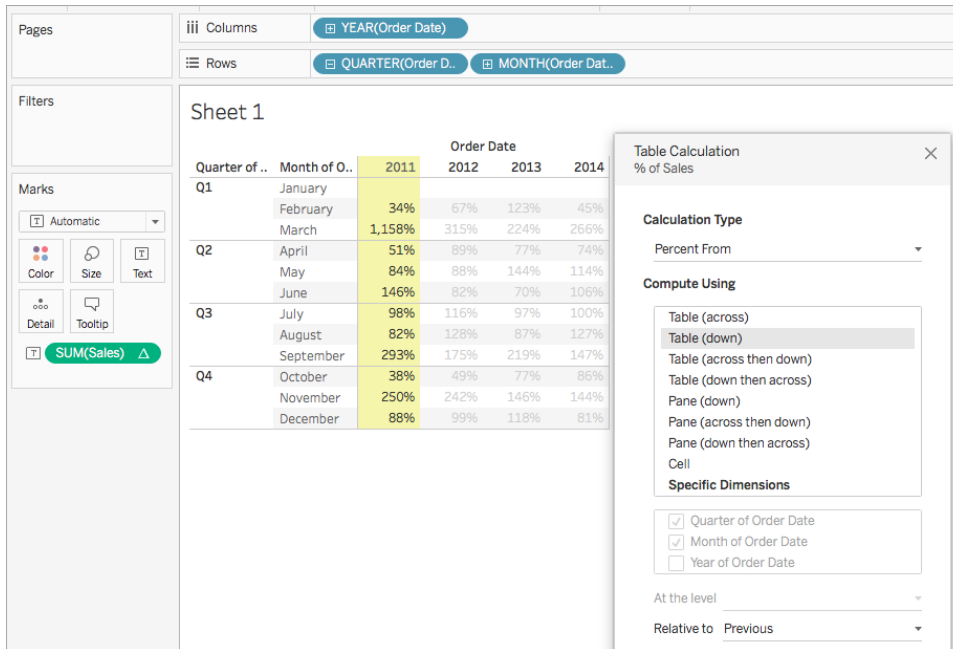 Pages
Columns
YEAR(Order Date)
Rows
QUARTER(Order D.. MONTH(Order Dat..
Filters
Marks
Automatic
Color Size Text
Detail Tooltip
SUM(Sales)
Sheet 1
Order Date
Quarter of .. Month of O.. 2011 2012 2013 2014
Q1 January
February 34% 67% 123% 45%
March 1,158% 315% 224% 266%
Q2 April 51% 89% 77% 74%
May 84% 88% 144% 114%
June 146% 82% 70% 106%
Q3 July 98% 116% 97% 100%
August 82% 128% 87% 127%
September 293% 175% 219% 147%
Q4 October 38% 49% 77% 86%
November 250% 242% 146% 144%
December 88% 99% 118% 81%
Table Calculation
% of Sales
Calculation Type
Percent From
Compute Using
Table (across)
Table (down)
Table (across then down)
Table (down then across)
Pane (down)
Pane (across then down)
Pane (down then across)
Cell
Specific Dimensions
Quarter of Order Date
Month of Order Date
Year of Order Date
At the level
Relative to Previous